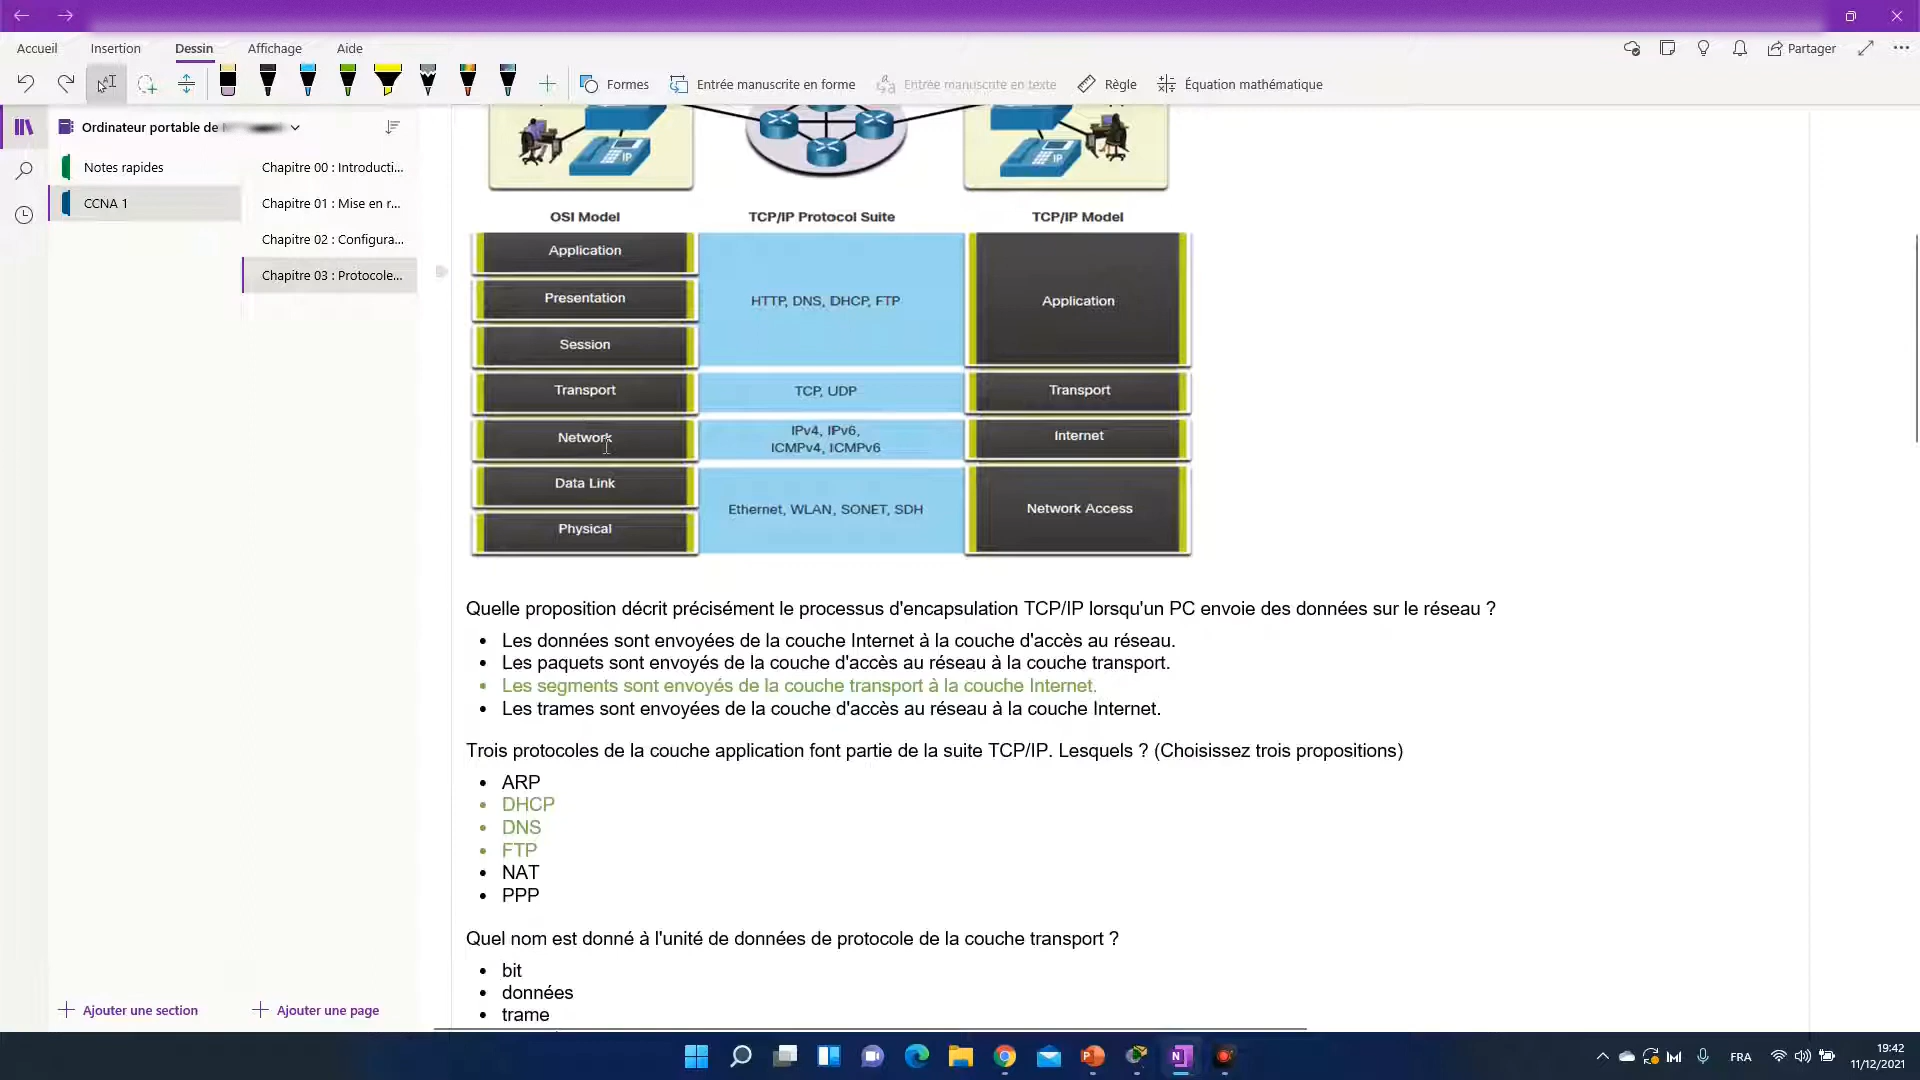 Accueil Insertion Dessin Affichage Aide
Partager
Formes Entrée manuscrite en forme Entrée manuscrite en texte Règle Équation mathématique
Ordinateur portable de
Notes rapides
CCNA 1
Chapitre 00 : Introducti...
Chapitre 01 : Mise en r...
Chapitre 02 : Configura...
Chapitre 03 : Protocole...
IP IP
OSI Model TCP/IP Protocol Suite TCP/IP Model
Application
Presentation
Session
HTTP, DNS, DHCP, FTP
Application
Transport TCP, UDP Transport
Network
IPv4, IPv6,
ICMPv4, ICMPv6
Internet
Data Link
Physical
Ethernet, WLAN, SONET, SDH
Network Access
Quelle proposition décrit précisément le processus d'encapsulation TCP/IP lorsqu'un PC envoie des données sur le réseau ?
• Les données sont envoyées de la couche Internet à la couche d'accès au réseau.
• Les paquets sont envoyés de la couche d'accès au réseau à la couche transport.
• Les segments sont envoyés de la couche transport à la couche Internet.
• Les trames sont envoyées de la couche d'accès au réseau à la couche Internet.
Trois protocoles de la couche application font partie de la suite TCP/IP. Lesquels ? (Choisissez trois propositions)
• ARP
• DHCP
• DNS
• FTP
• NAT
• PPP
Quel nom est donné à l'unité de données de protocole de la couche transport ?
• bit
• données
• trame
Ajouter une section Ajouter une page
FRA
19:42
11/12/2021